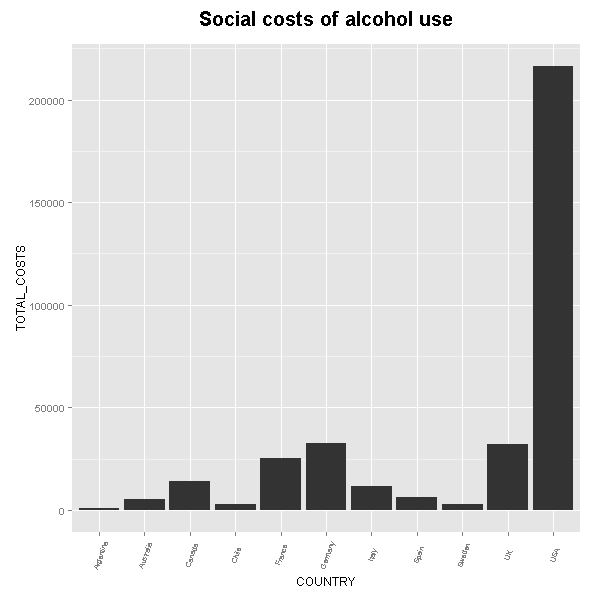 Social costs of alcohol use
TOTAL_COSTS
200000
150000
100000
50000
0
Argentina
Australia
Canada
Chile
France
Germany
Italy
Spain
Sweden
UK
USA
COUNTRY